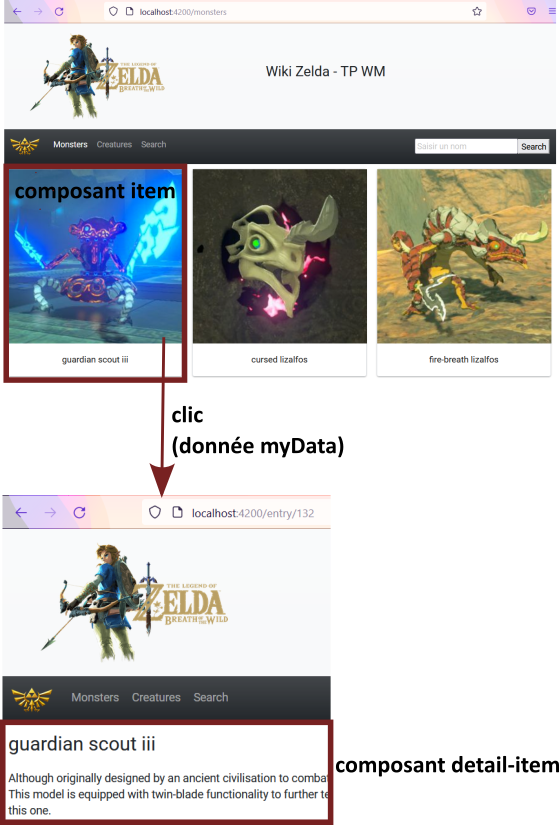 localhost:4200/monsters
THE LEGEND OF
ZELDA
BREATH OF THE WILD
Wiki Zelda - TP WM
Monsters Creatures Search
Saisir un nom Search
composant item
guardian scout iii
cursed lizalfos
fire-breath lizalfos
clic
(donnée myData)
localhost:4200/entry/132
THE LEGEND OF
ZELDA
BREATH OF THE WILD
Monsters Creatures Search
guardian scout iii
Although originally designed by an ancient civilisation to combat
This model is equipped with twin-blade functionality to further te
this one.
composant detail-item